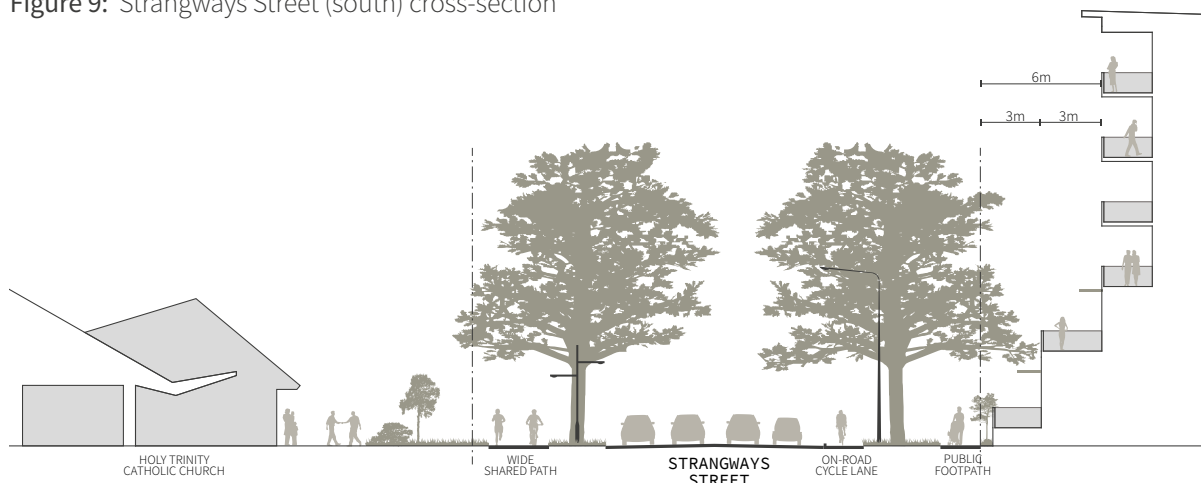 Figure 9: Strangways Street (south) cross-section
6m
3m 3m
HOLY TRINITY
CATHOLIC CHURCH
WIDE
SHARED PATH
STRANGWAYS
STREET
ON-ROAD
CYCLE LANE
PUBLIC
FOOTPATH